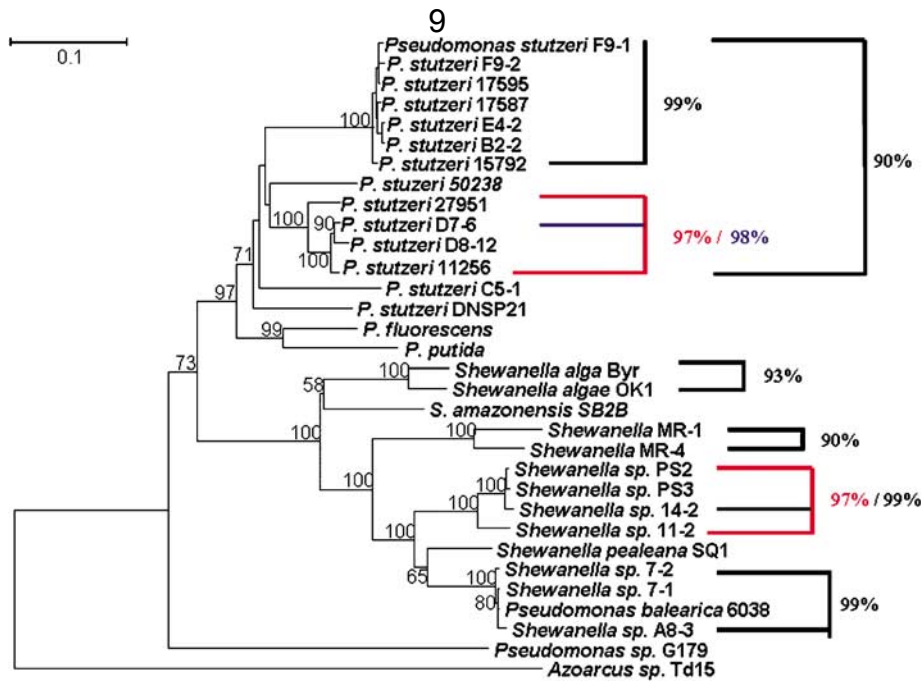 9
0.1
Pseudomonas stutzeri F9-1
P. stutzeri F9-2
P. stutzeri 17595
P. stutzeri 17587
100
P. stutzeri E4-2
P. stutzeri B2-2
P. stutzeri 15792
99%
90%
P. stuzeri 50238
P. stutzeri 27951
100
90
P. stutzeri D7-6
97% / 98%
P. stutzeri D8-12
100
P. stutzeri 11256
71
P. stutzeri C5-1
97
P. stutzeri DNSP21
P. fluorescens
99
P. putida
73
Shewanella alga Byr
100
Shewanella algae OK1
93%
58
S. amazonensis SB2B
100
Shewanella MR-1
100
Shewanella MR-4
90%
Shewanella sp. PS2
100
Shewanella sp. PS3
100
Shewanella sp. 14-2
97% / 99%
Shewanella sp. 11-2
100
Shewanella pealeana SQ1
65
Shewanella sp. 7-2
100
Shewanella sp. 7-1
80
Pseudomonas balearica 6038
99%
Shewanella sp. A8-3
Pseudomonas sp. G179
Azoarcus sp. Td15